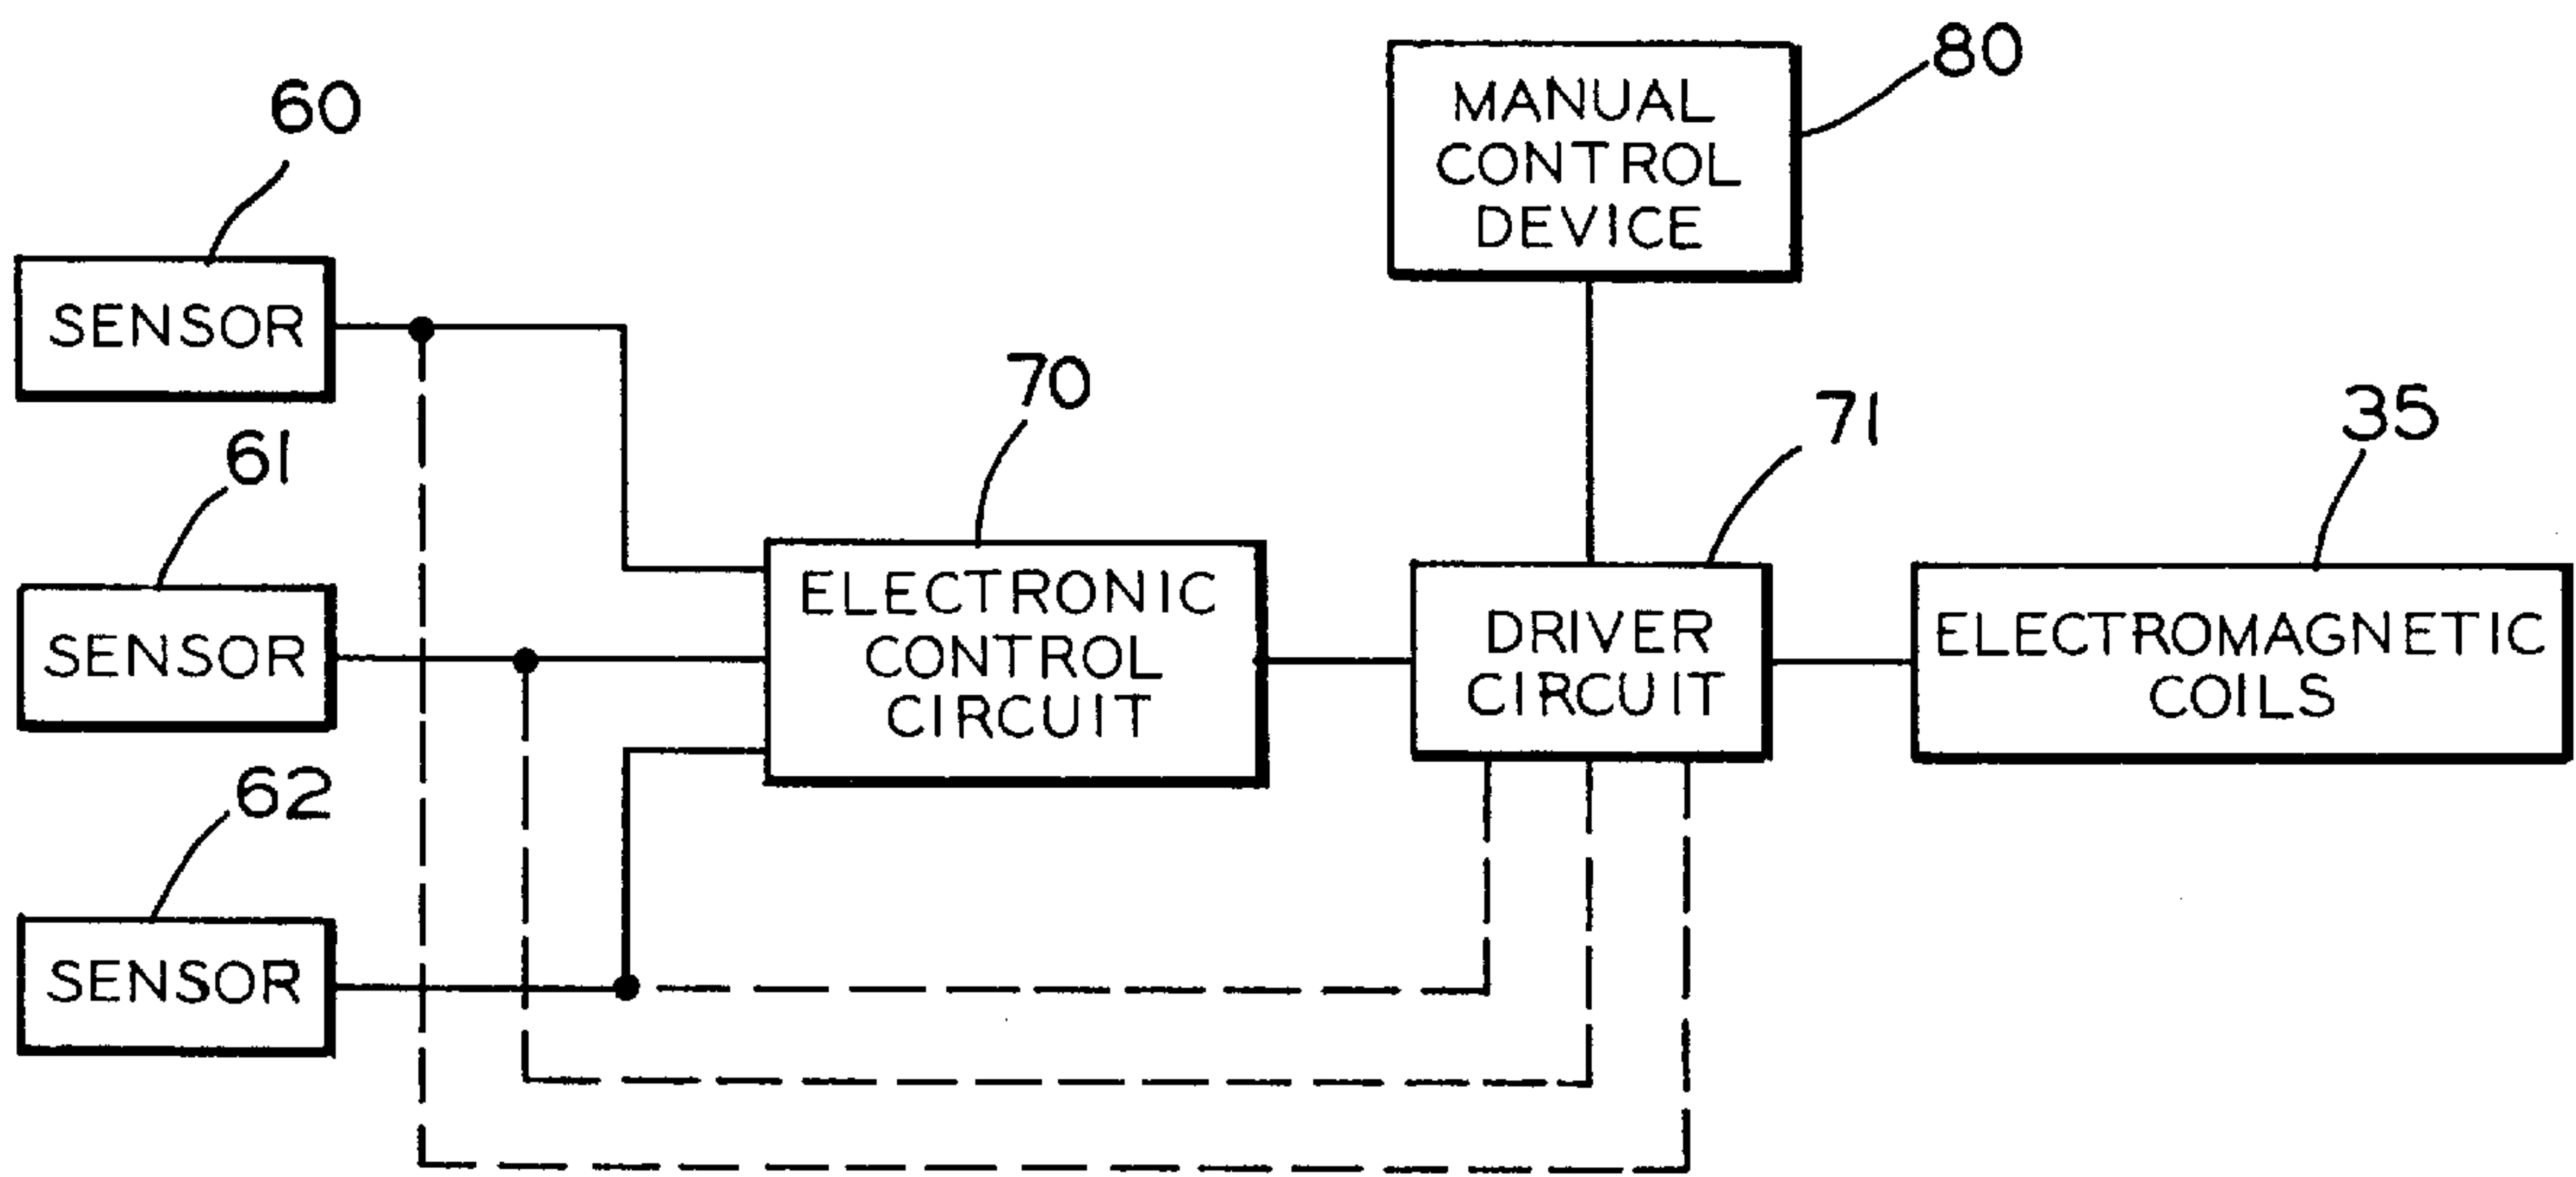 80
MANUAL
CONTROL
DEVICE
60
SENSOR
70
71
35
61
ELECTRONIC
CONTROL
CIRCUIT
DRIVER
CIRCUIT
ELECTROMAGNETIC
COILS
SENSOR
62
SENSOR